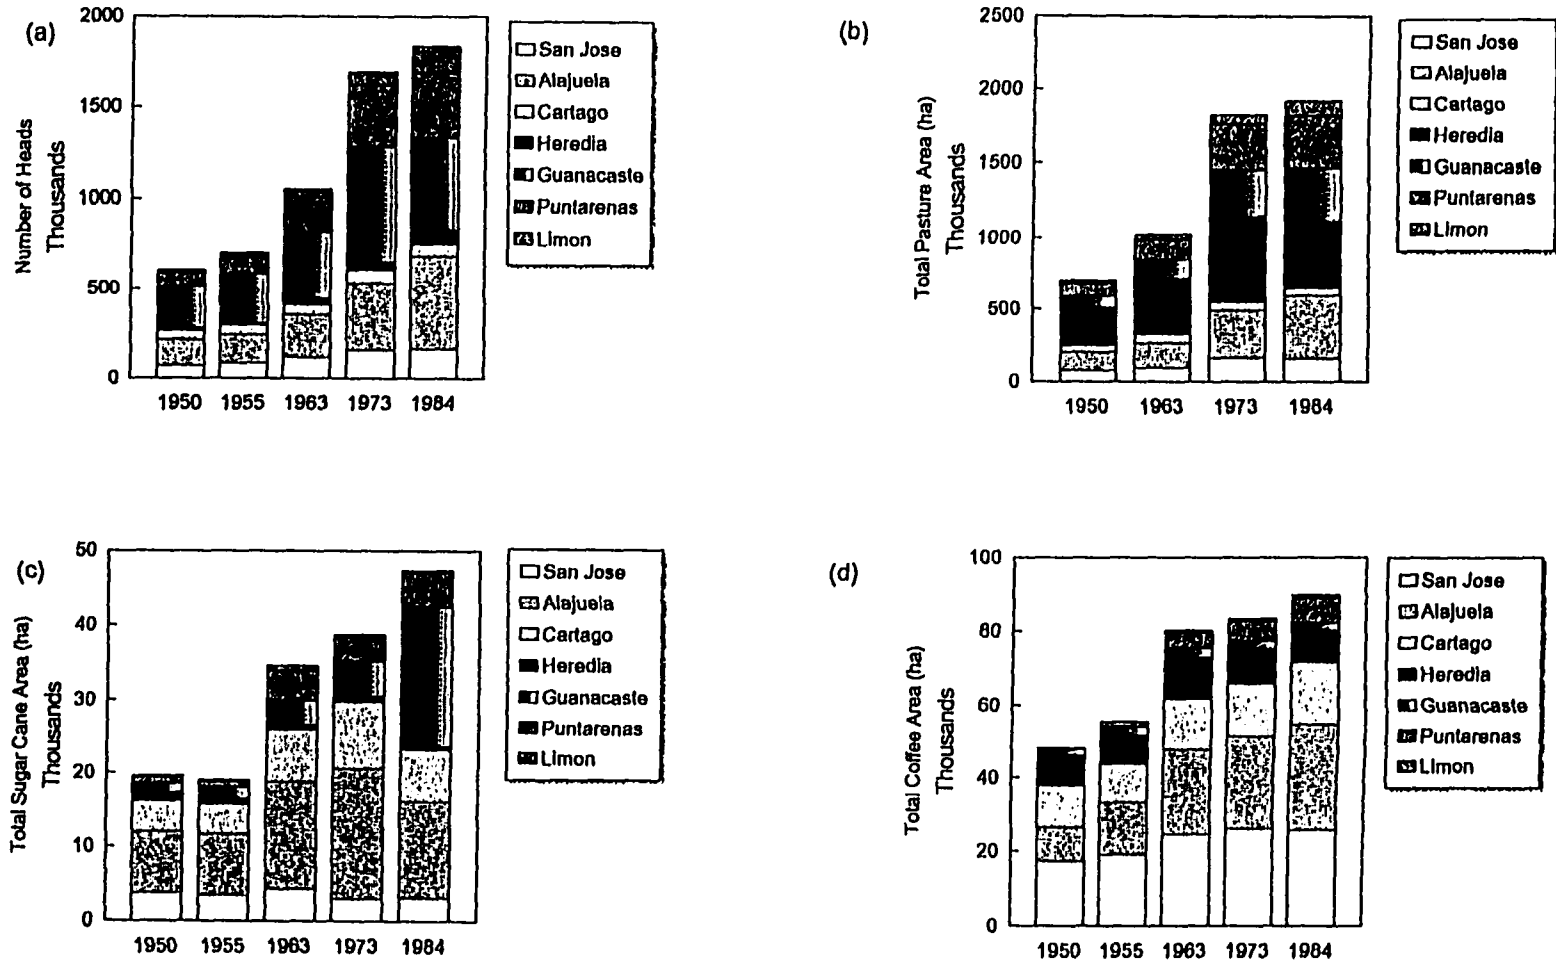 (a)
Number of Heads
Thousands
2000
1500
1000
500
0
1950 1955 1963 1973 1984
San Jose
Alajuela
Cartago
Heredia
Guanacaste
Puntarenas
Limon
(b)
Total Pasture Area (ha)
Thousands
2500
2000
1500
1000
500
0
1950 1963 1973 1984
San Jose
Alajuela
Cartago
Heredia
Guanacaste
Puntarenas
Limon
(c)
Total Sugar Cane Area (ha)
Thousands
50
40
30
20
10
0
1950 1955 1963 1973 1984
San Jose
Alajuela
Cartago
Heredia
Guanacaste
Puntarenas
Limon
(d)
Total Coffee Area (ha)
Thousands
100
80
60
40
20
0
1950 1955 1963 1973 1984
San Jose
Alajuela
Cartago
Heredia
Guanacaste
Puntarenas
Limon